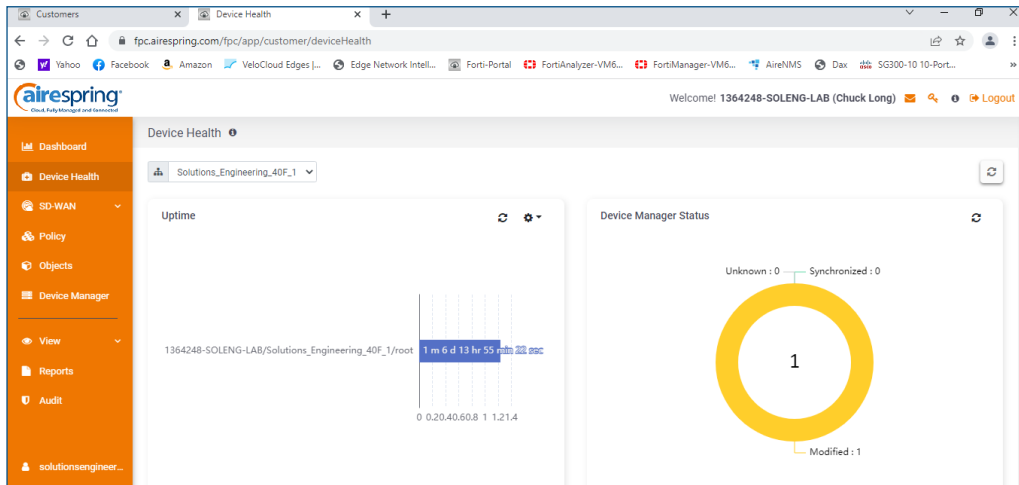 Customers
Device Health
fpc.airespring.com/fpc/app/customer/deviceHealth
Yahoo Facebook Amazon VeloCloud Edges |... Edge Network Intell... Forti-Portal FortiAnalyzer-VM6... FortiManager-VM6... AireNMS Dax SG300-10 10-Port... »
airespring
Cloud, Fully Managed and Connected
Welcome! 1364248-SOLENG-LAB (Chuck Long) Logout
Dashboard
Device Health
SD-WAN
Policy
Objects
Device Manager
View
Reports
Audit
solutionsengineer...
Device Health
Solutions_Engineering_40F_1
Uptime
1364248-SOLENG-LAB/Solutions_Engineering_40F_1/root
1 m 6 d 13 hr 55 min 22 sec
0 0.20.40.60.8 1 1.21.4
Device Manager Status
Unknown : 0 Synchronized : 0
1
Modified : 1